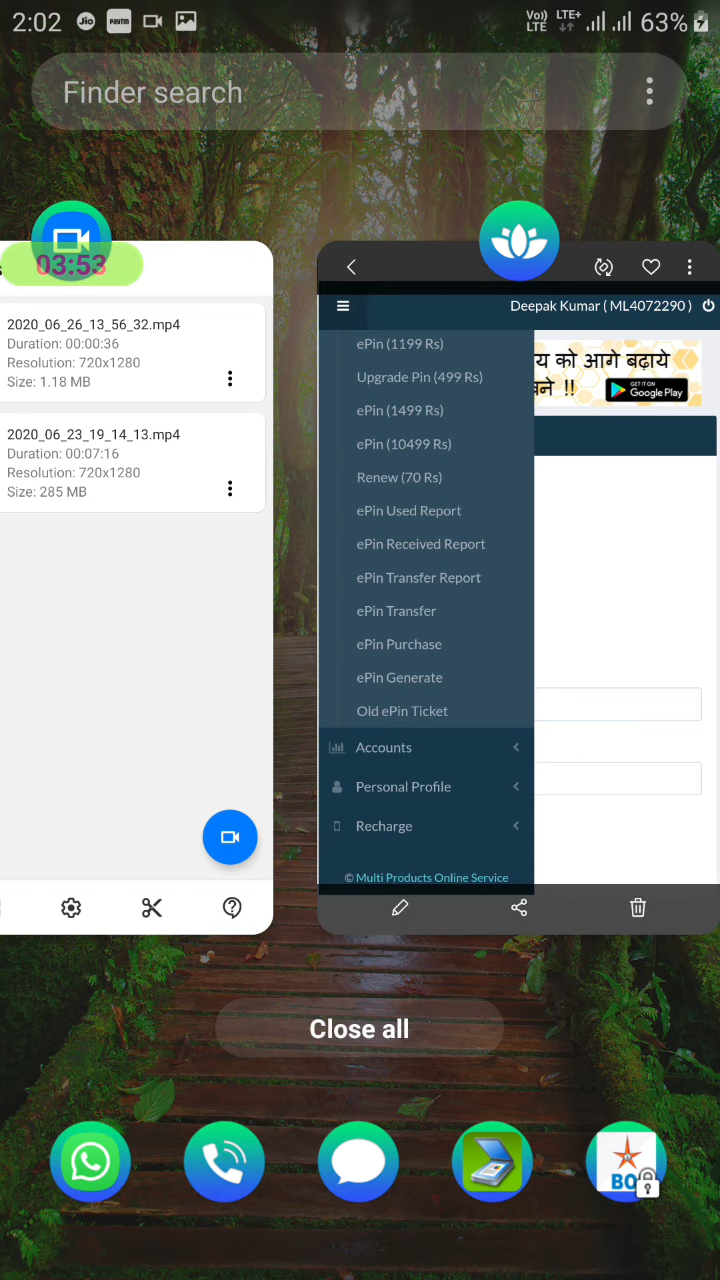 2:02
Jio
Paytm
Vo)) LTE
LTE+
63%
Finder search
03:53
2020_06_26_13_56_32.mp4
Duration: 00:00:36
Resolution: 720x1280
Size: 1.18 MB
2020_06_23_19_14_13.mp4
Duration: 00:07:16
Resolution: 720x1280
Size: 285 MB
Deepak Kumar ( ML4072290 )
ePin (1199 Rs)
Upgrade Pin (499 Rs)
ePin (1499 Rs)
ePin (10499 Rs)
Renew (70 Rs)
ePin Used Report
ePin Received Report
ePin Transfer Report
ePin Transfer
ePin Purchase
ePin Generate
Old ePin Ticket
Accounts
Personal Profile
Recharge
© Multi Products Online Service
य को आगे बढ़ाये
!!
GET IT ON
Google Play
Close all
BO